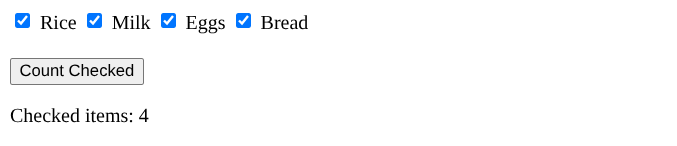 Rice Milk Eggs Bread
Count Checked
Checked items: 4